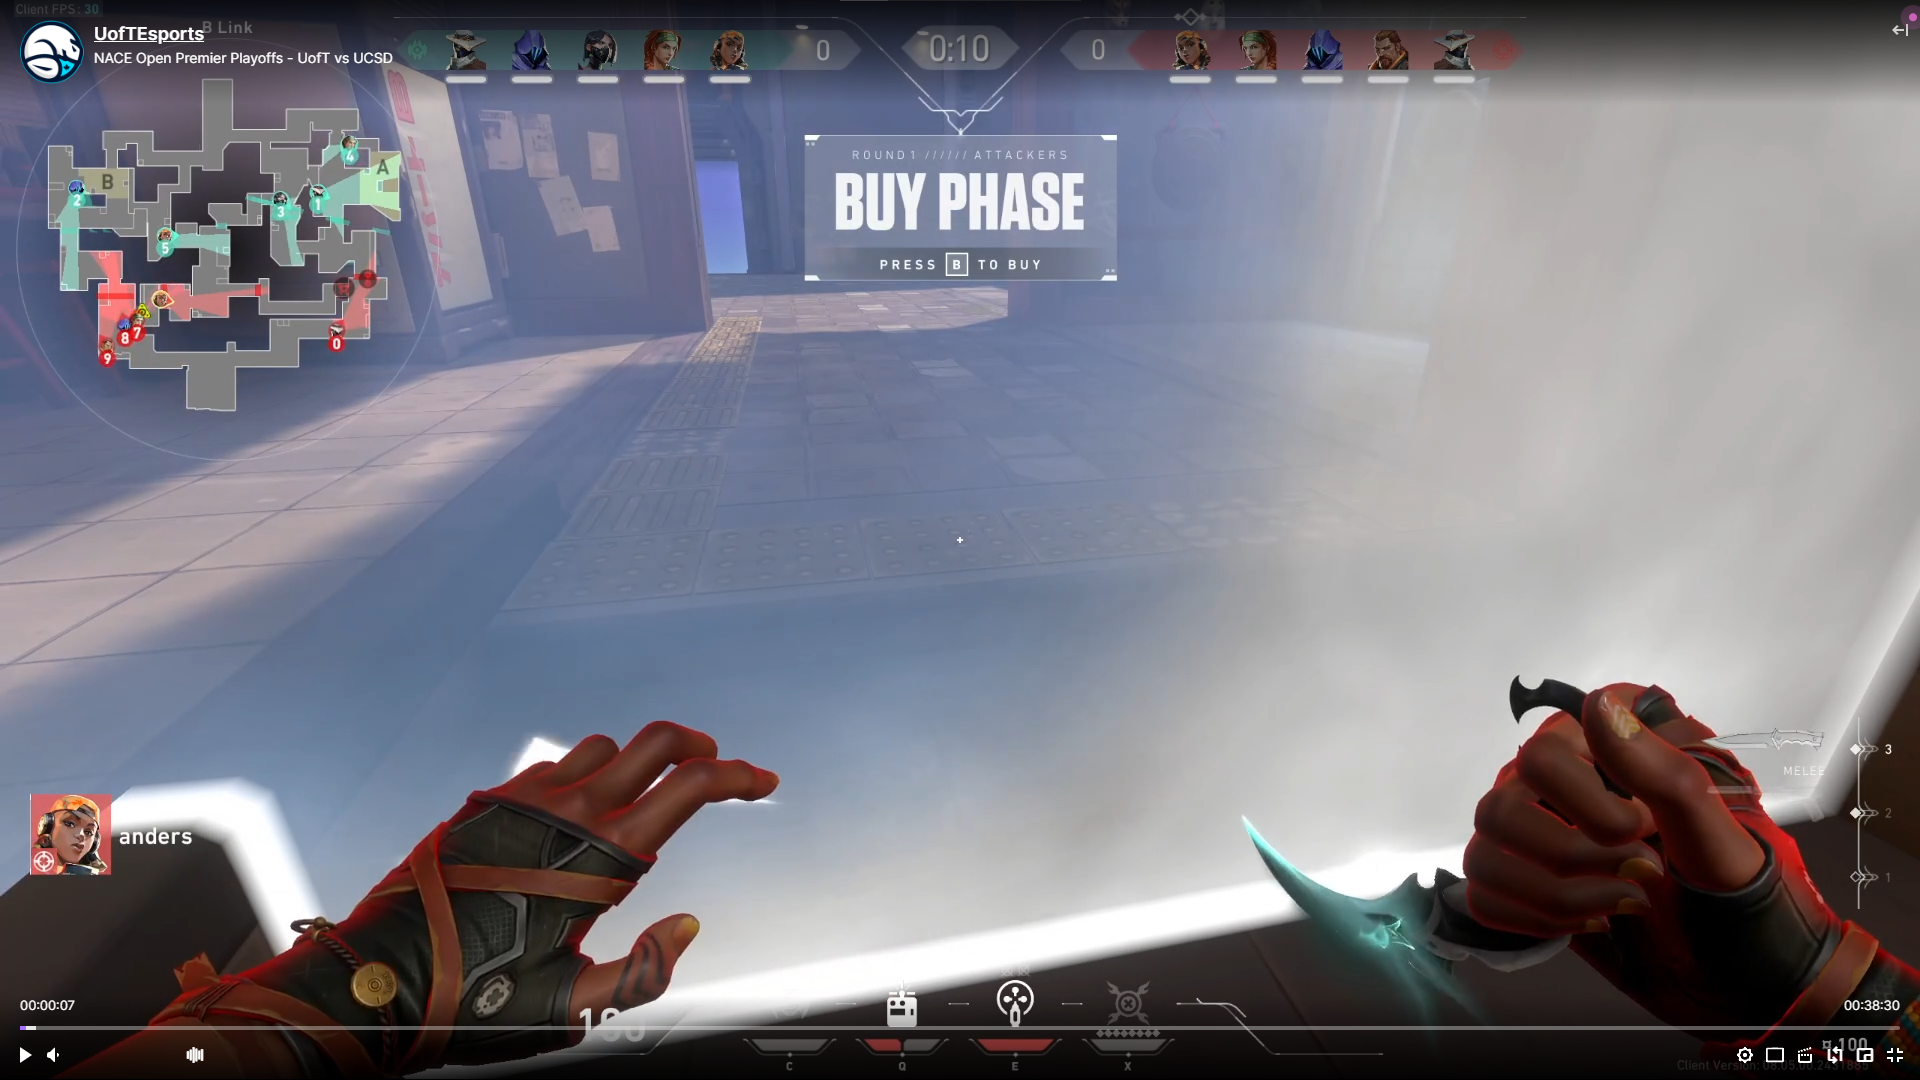 Client FPS: 30
B Link
UofTEsports
NACE Open Premier Playoffs - UofT vs UCSD
0
0:10
0
ROUND 1 ////// ATTACKERS
BUY PHASE
PRESS B TO BUY
A
B
4
2
3
1
5
8
7
9
0
3
MELEE
2
1
anders
00:00:07
00:38:30
100
¤ 100
C
Q
E
X